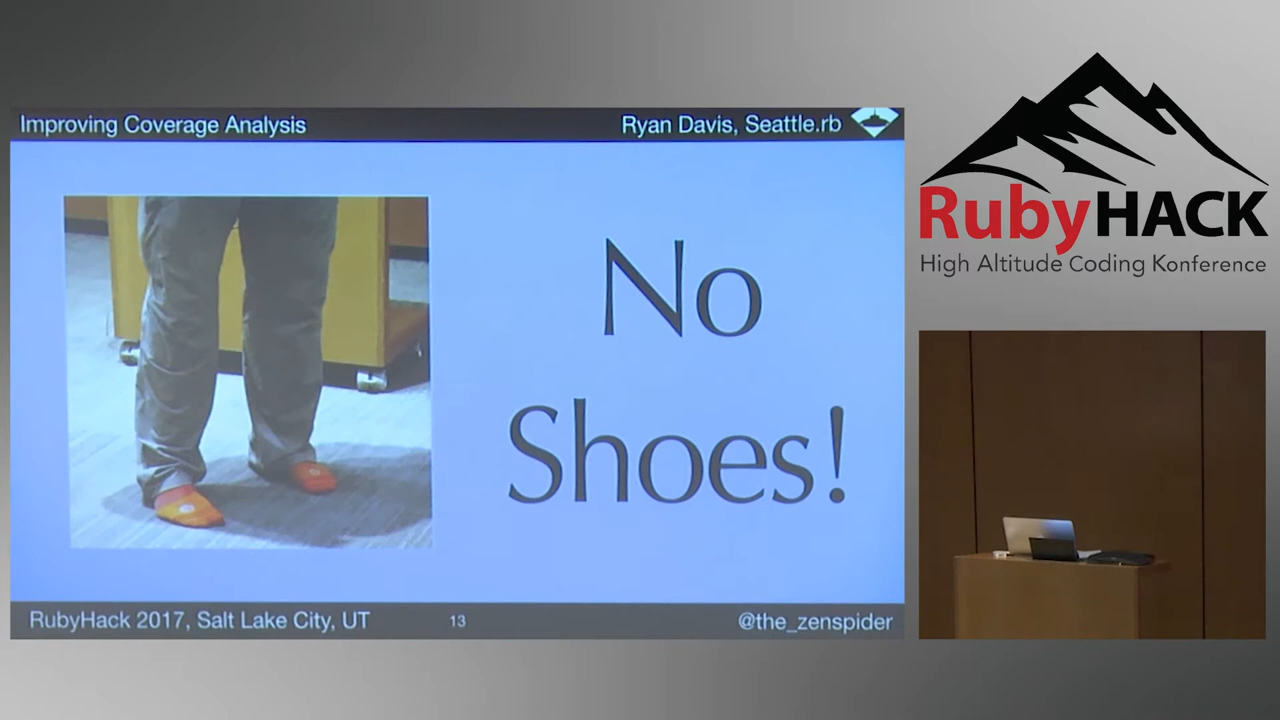 Improving Coverage Analysis
Ryan Davis, Seattle.rb
No
Shoes!
RubyHack 2017, Salt Lake City, UT
13
@the_zenspider
RubyHACK
High Altitude Coding Konference